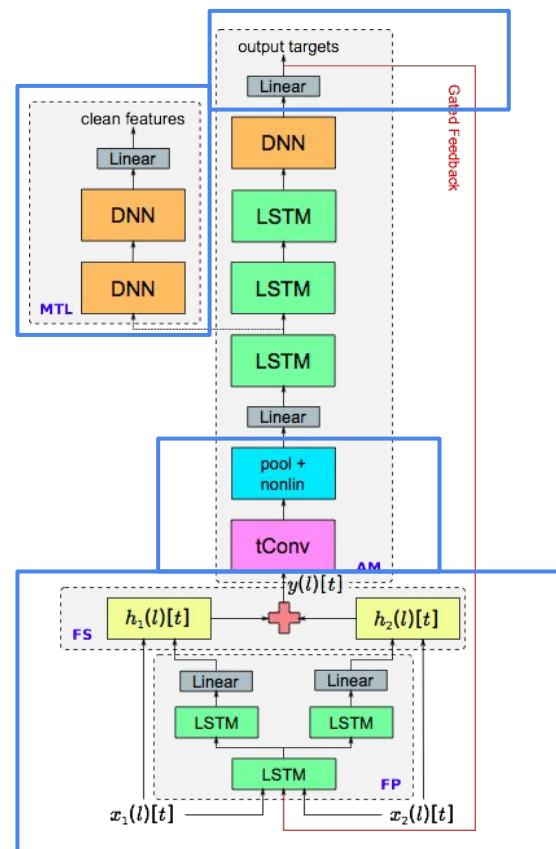 output targets
Linear
Gated Feedback
DNN
LSTM
LSTM
LSTM
Linear
clean features
Linear
DNN
DNN
MTL
pool +
nonlin
tConv
AM
y(l)[t]
h₁(l)[t]
h₂(l)[t]
FS
Linear
Linear
LSTM
LSTM
LSTM
FP
x₁(l)[t]
x₂(l)[t]